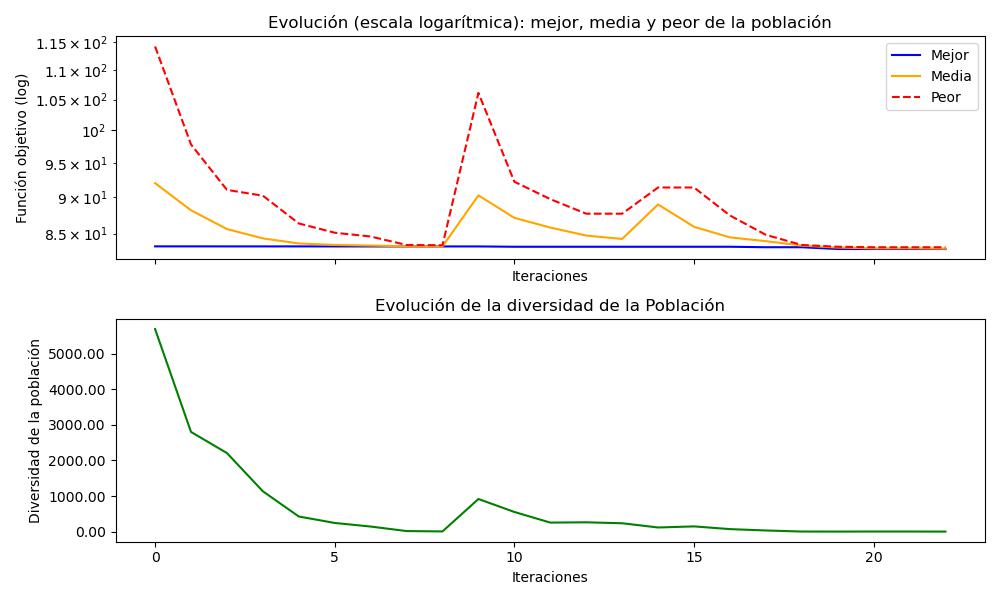 Evolución (escala logarítmica): mejor, media y peor de la población
Función objetivo (log)
1.15 × 10²
1.1 × 10²
1.05 × 10²
10²
9.5 × 10¹
9 × 10¹
8.5 × 10¹
Mejor
Media
Peor
Iteraciones
Evolución de la diversidad de la Población
Diversidad de la población
5000.00
4000.00
3000.00
2000.00
1000.00
0.00
0 5 10 15 20
Iteraciones